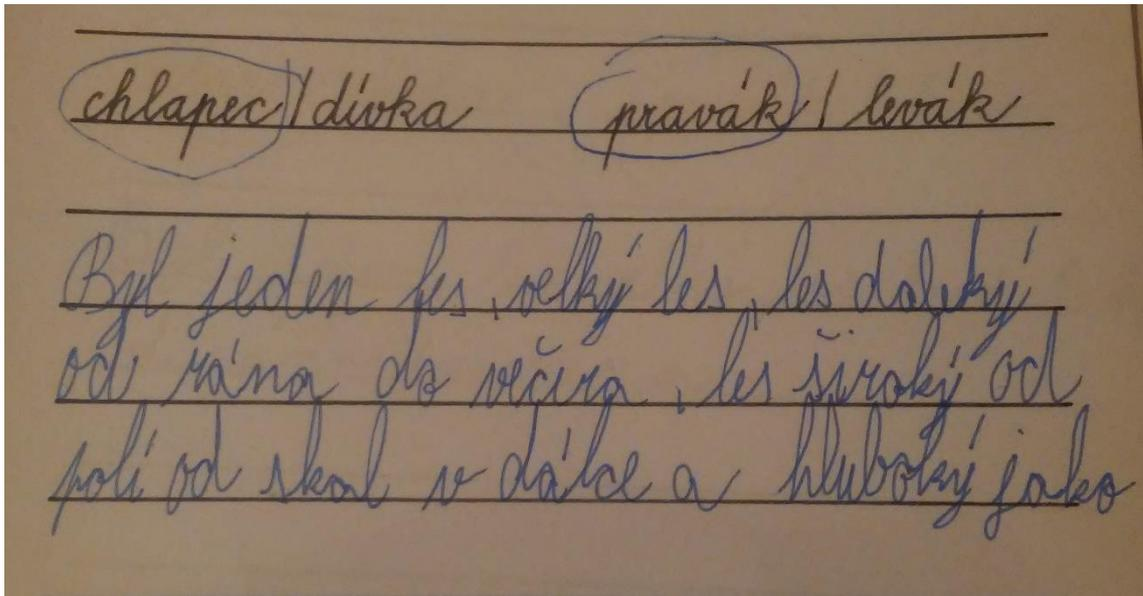 chlapec / dívka pravák / levák
Byl jeden les, velký les, les daleký
od rána do večira, les široký od
polí od skal v dálce a hluboký jako